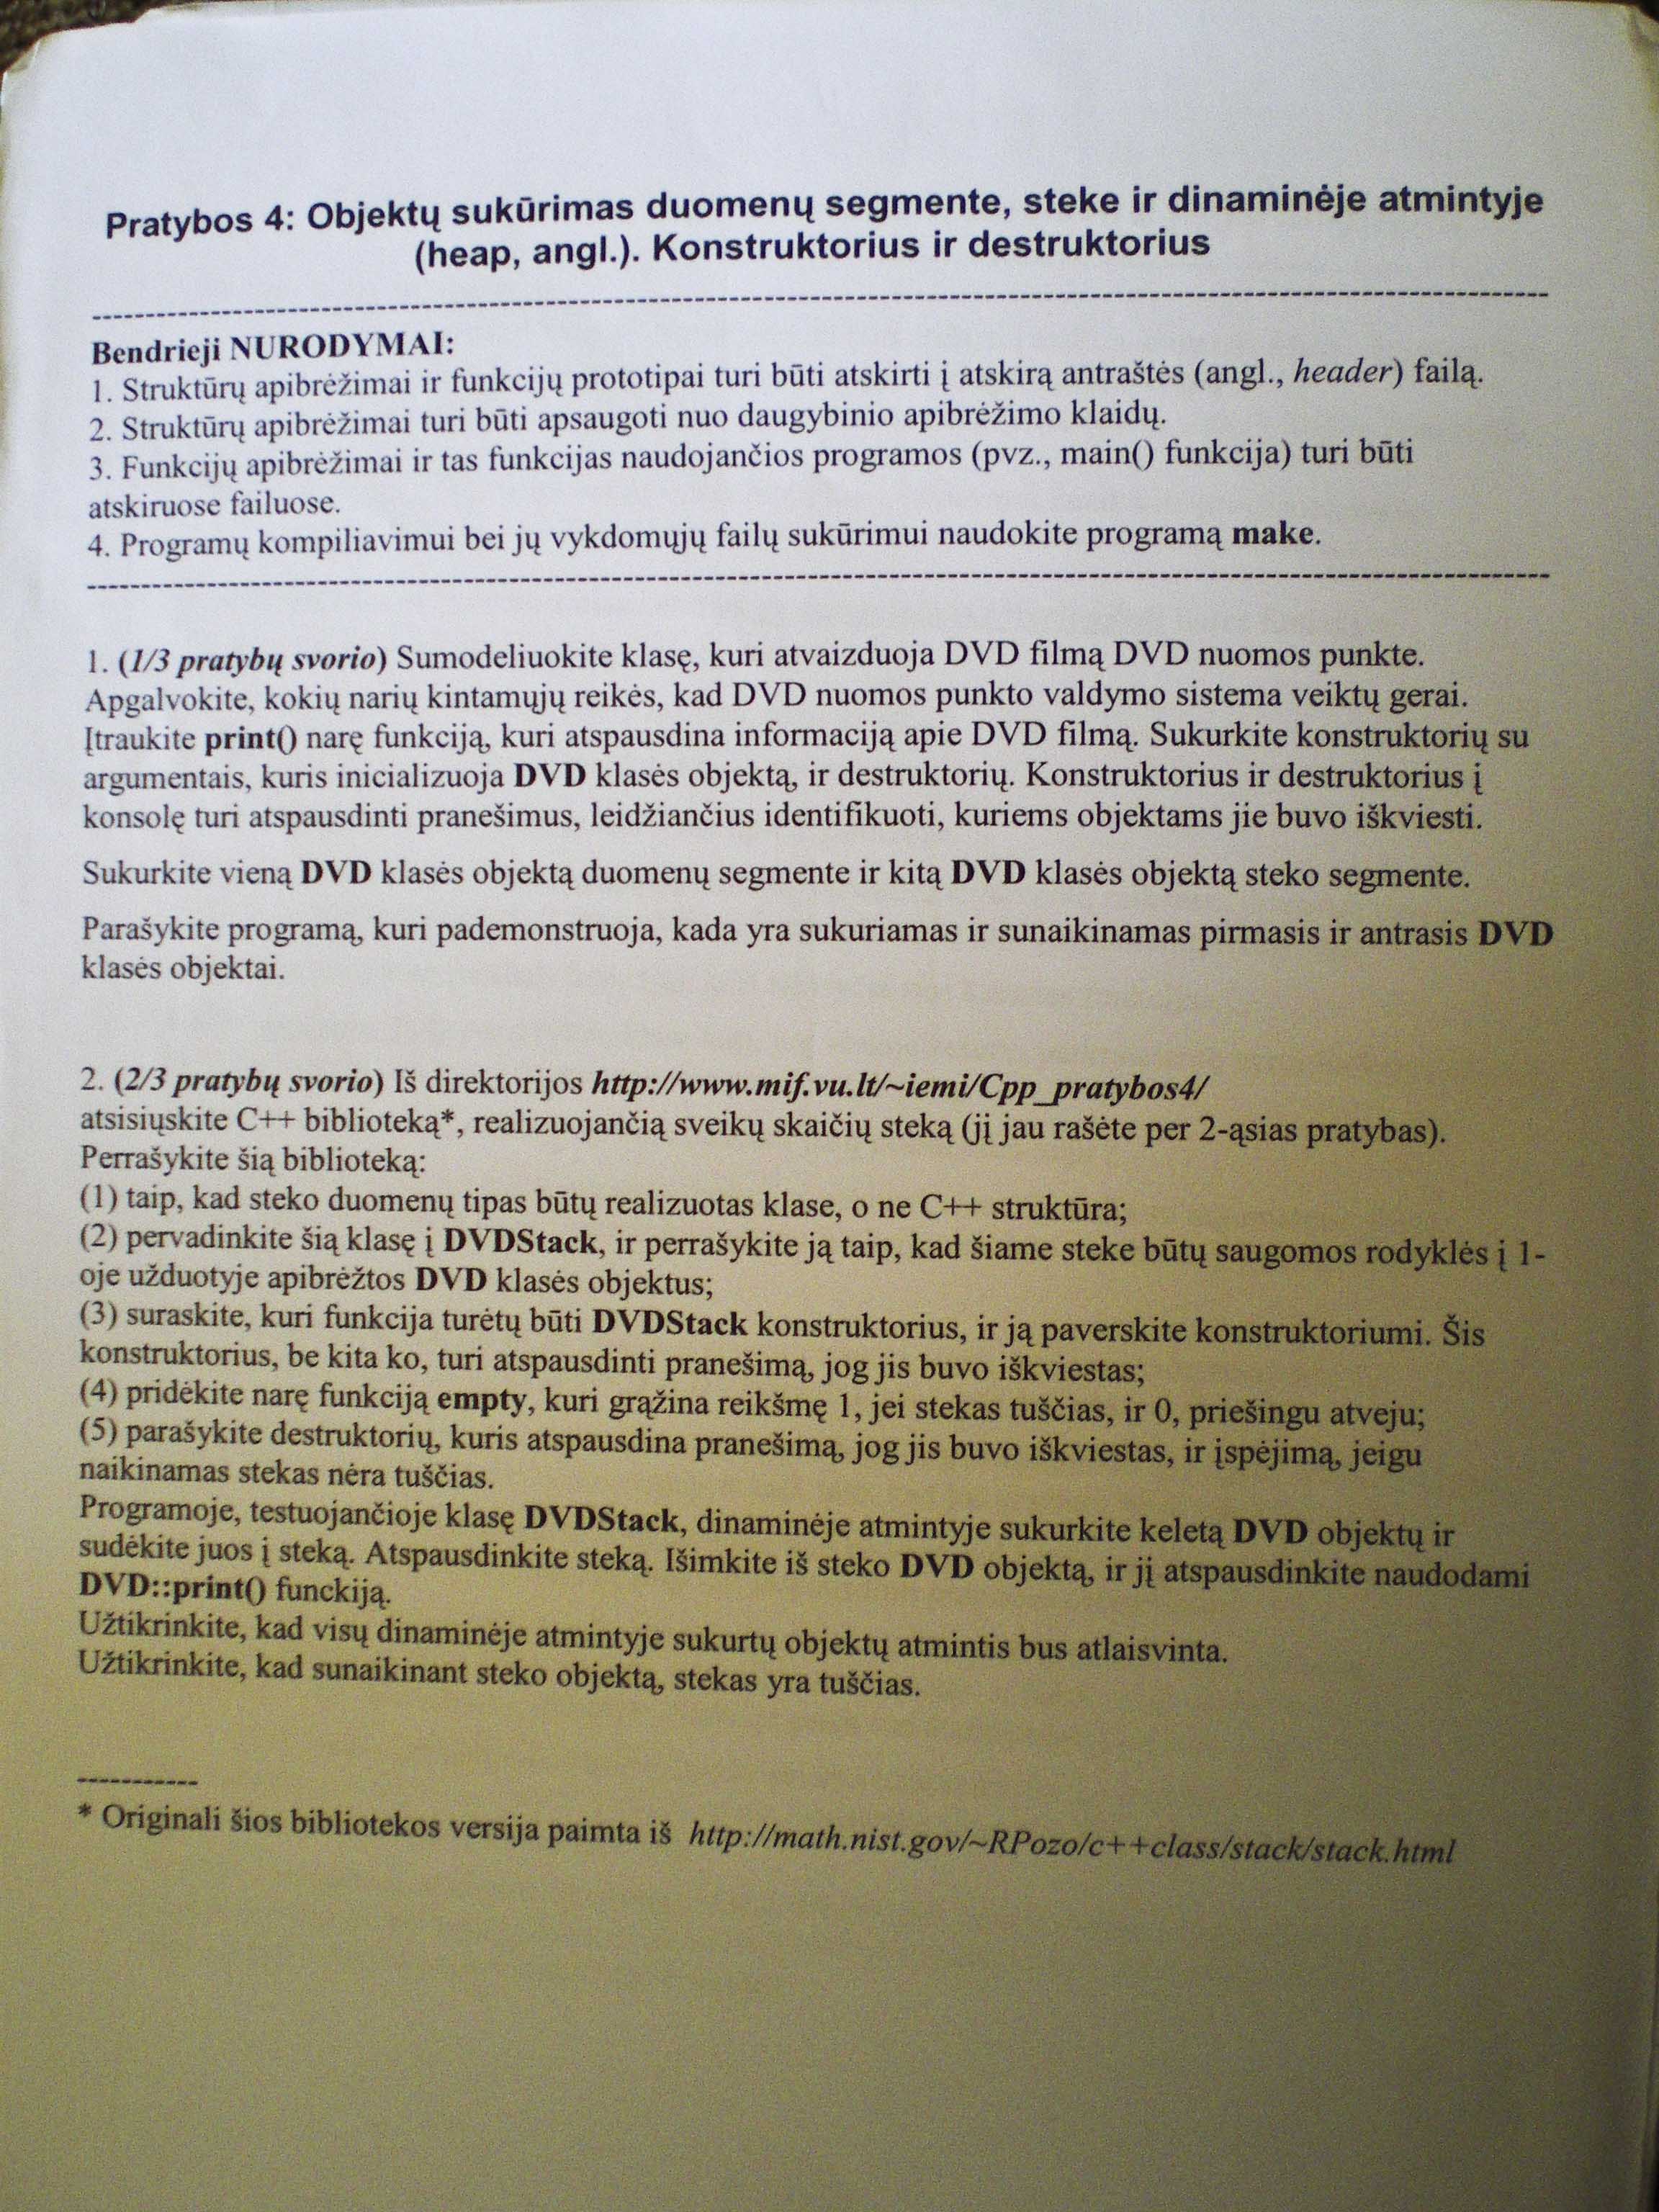 Pratybos 4: Objektų sukūrimas duomenų segmente, steke ir dinaminėje atmintyje
(heap, angl.). Konstruktorius ir destruktorius
Bendrieji NURODYMAI:
1. Struktūrų apibrėžimai ir funkcijų prototipai turi būti atskirti į atskirą antraštės (angl., header) failą.
2. Struktūrų apibrėžimai turi būti apsaugoti nuo daugybinio apibrėžimo klaidų.
3. Funkcijų apibrėžimai ir tas funkcijas naudojančios programos (pvz., main() funkcija) turi būti
atskiruose failuose.
4. Programų kompiliavimui bei jų vykdomųjų failų sukūrimui naudokite programą make.
1. (1/3 pratybų svorio) Sumodeliuokite klasę, kuri atvaizduoja DVD filmą DVD nuomos punkte.
Apgalvokite, kokių narių kintamųjų reikės, kad DVD nuomos punkto valdymo sistema veiktų gerai.
Įtraukite print() narę funkciją, kuri atspausdina informaciją apie DVD filmą. Sukurkite konstruktorių su
argumentais, kuris inicializuoja DVD klasės objektą, ir destruktorių. Konstruktorius ir destruktorius į
konsolę turi atspausdinti pranešimus, leidžiančius identifikuoti, kuriems objektams jie buvo iškviesti.
Sukurkite vieną DVD klasės objektą duomenų segmente ir kitą DVD klasės objektą steko segmente.
Parašykite programą, kuri pademonstruoja, kada yra sukuriamas ir sunaikinamas pirmasis ir antrasis DVD
klasės objektai.
2. (2/3 pratybų svorio) Iš direktorijos http://www.mif.vu.lt/~iemi/Cpp_pratybos4/
atsisiųskite C++ biblioteką*, realizuojančią sveikų skaičių steką (jį jau rašėte per 2-ąsias pratybas).
Perrašykite šią biblioteką:
(1) taip, kad steko duomenų tipas būtų realizuotas klase, o ne C++ struktūra;
(2) pervadinkite šią klasę į DVDStack, ir perrašykite ją taip, kad šiame steke būtų saugomos rodyklės į 1-
oje užduotyje apibrėžtos DVD klasės objektus;
(3) suraskite, kuri funkcija turėtų būti DVDStack konstruktorius, ir ją paverskite konstruktoriumi. Šis
konstruktorius, be kita ko, turi atspausdinti pranešimą, jog jis buvo iškviestas;
(4) pridėkite narę funkciją empty, kuri grąžina reikšmę 1, jei stekas tuščias, ir 0, priešingu atveju;
(5) parašykite destruktorių, kuris atspausdina pranešimą, jog jis buvo iškviestas, ir įspėjimą, jeigu
naikinamas stekas nėra tuščias.
Programoje, testuojančioje klasę DVDStack, dinaminėje atmintyje sukurkite keletą DVD objektų ir
sudėkite juos į steką. Atspausdinkite steką. Išimkite iš steko DVD objektą, ir jį atspausdinkite naudodami
DVD::print() funckiją.
Užtikrinkite, kad visų dinaminėje atmintyje sukurtų objektų atmintis bus atlaisvinta.
Užtikrinkite, kad sunaikinant steko objektą, stekas yra tuščias.
* Originali šios bibliotekos versija paimta iš http://math.nist.gov/~RPozo/c++class/stack/stack.html